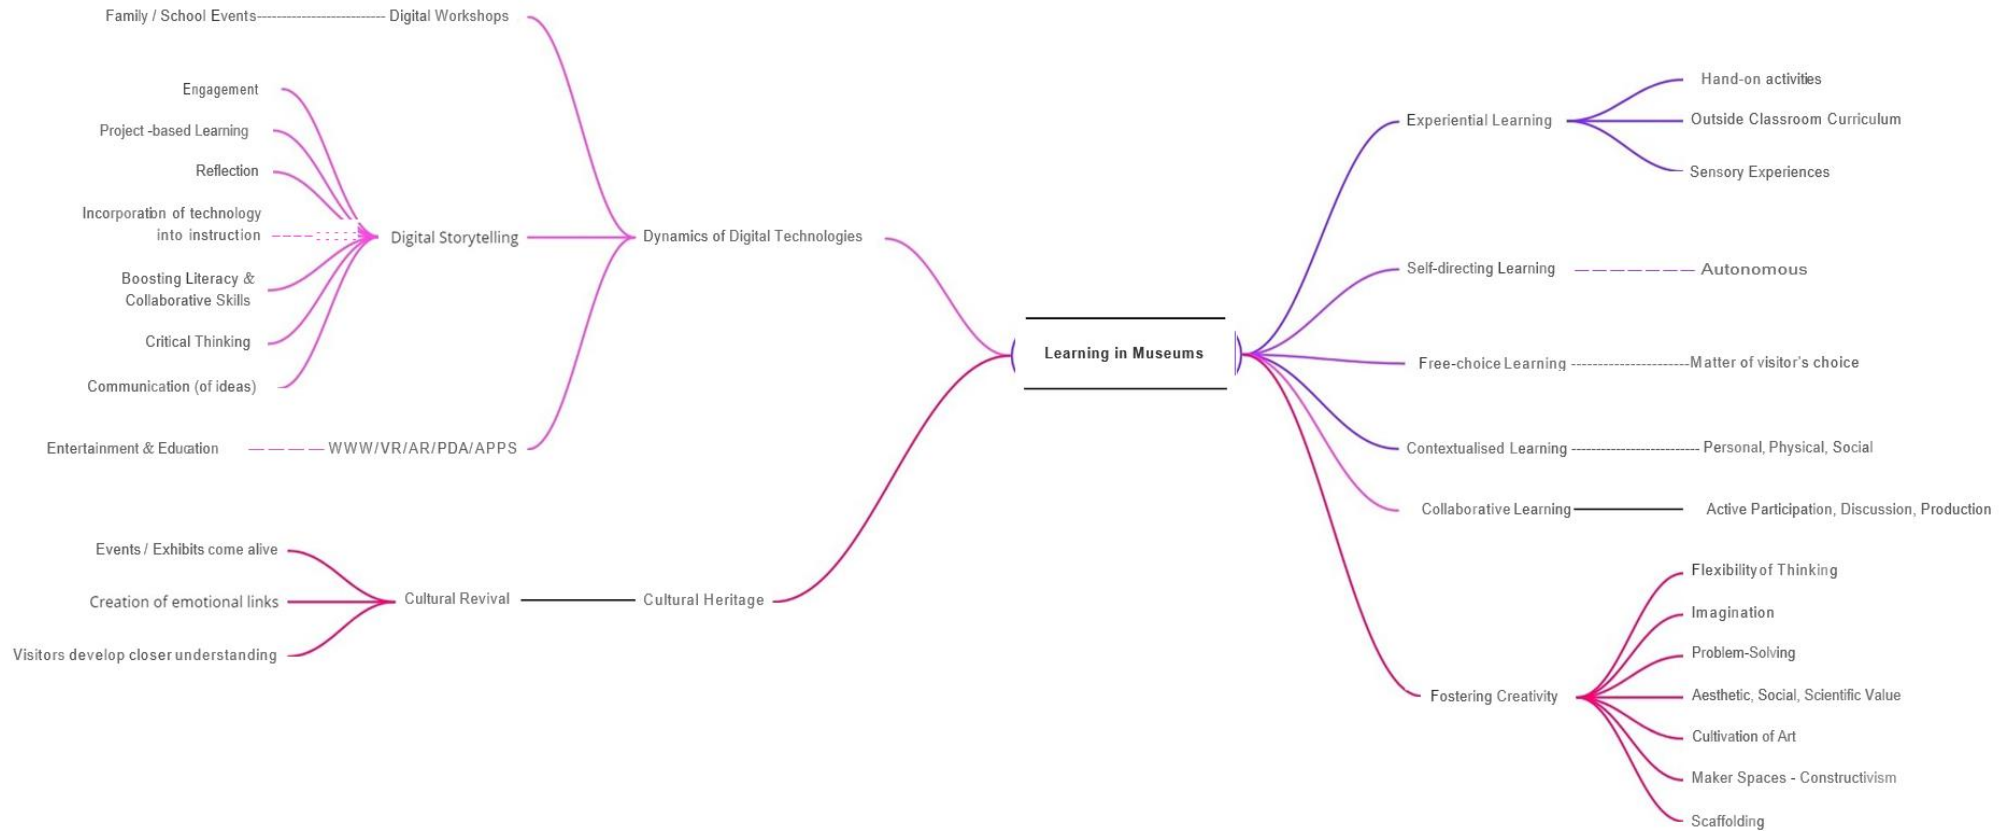 Family / School Events
Digital Workshops
Engagement
Project -based Learning
Reflection
Incorporation of technology
into instruction
Digital Storytelling
Boosting Literacy &
Collaborative Skills
Critical Thinking
Communication (of ideas)
Entertainment & Education
WWW/VR/AR/PDA/APPS
Dynamics of Digital Technologies
Events / Exhibits come alive
Creation of emotional links
Visitors develop closer understanding
Cultural Revival
Cultural Heritage
Learning in Museums
Experiential Learning
Hand-on activities
Outside Classroom Curriculum
Sensory Experiences
Self-directing Learning
Autonomous
Free-choice Learning
Matter of visitor's choice
Contextualised Learning
Personal, Physical, Social
Collaborative Learning
Active Participation, Discussion, Production
Fostering Creativity
Flexibility of Thinking
Imagination
Problem-Solving
Aesthetic, Social, Scientific Value
Cultivation of Art
Maker Spaces - Constructivism
Scaffolding